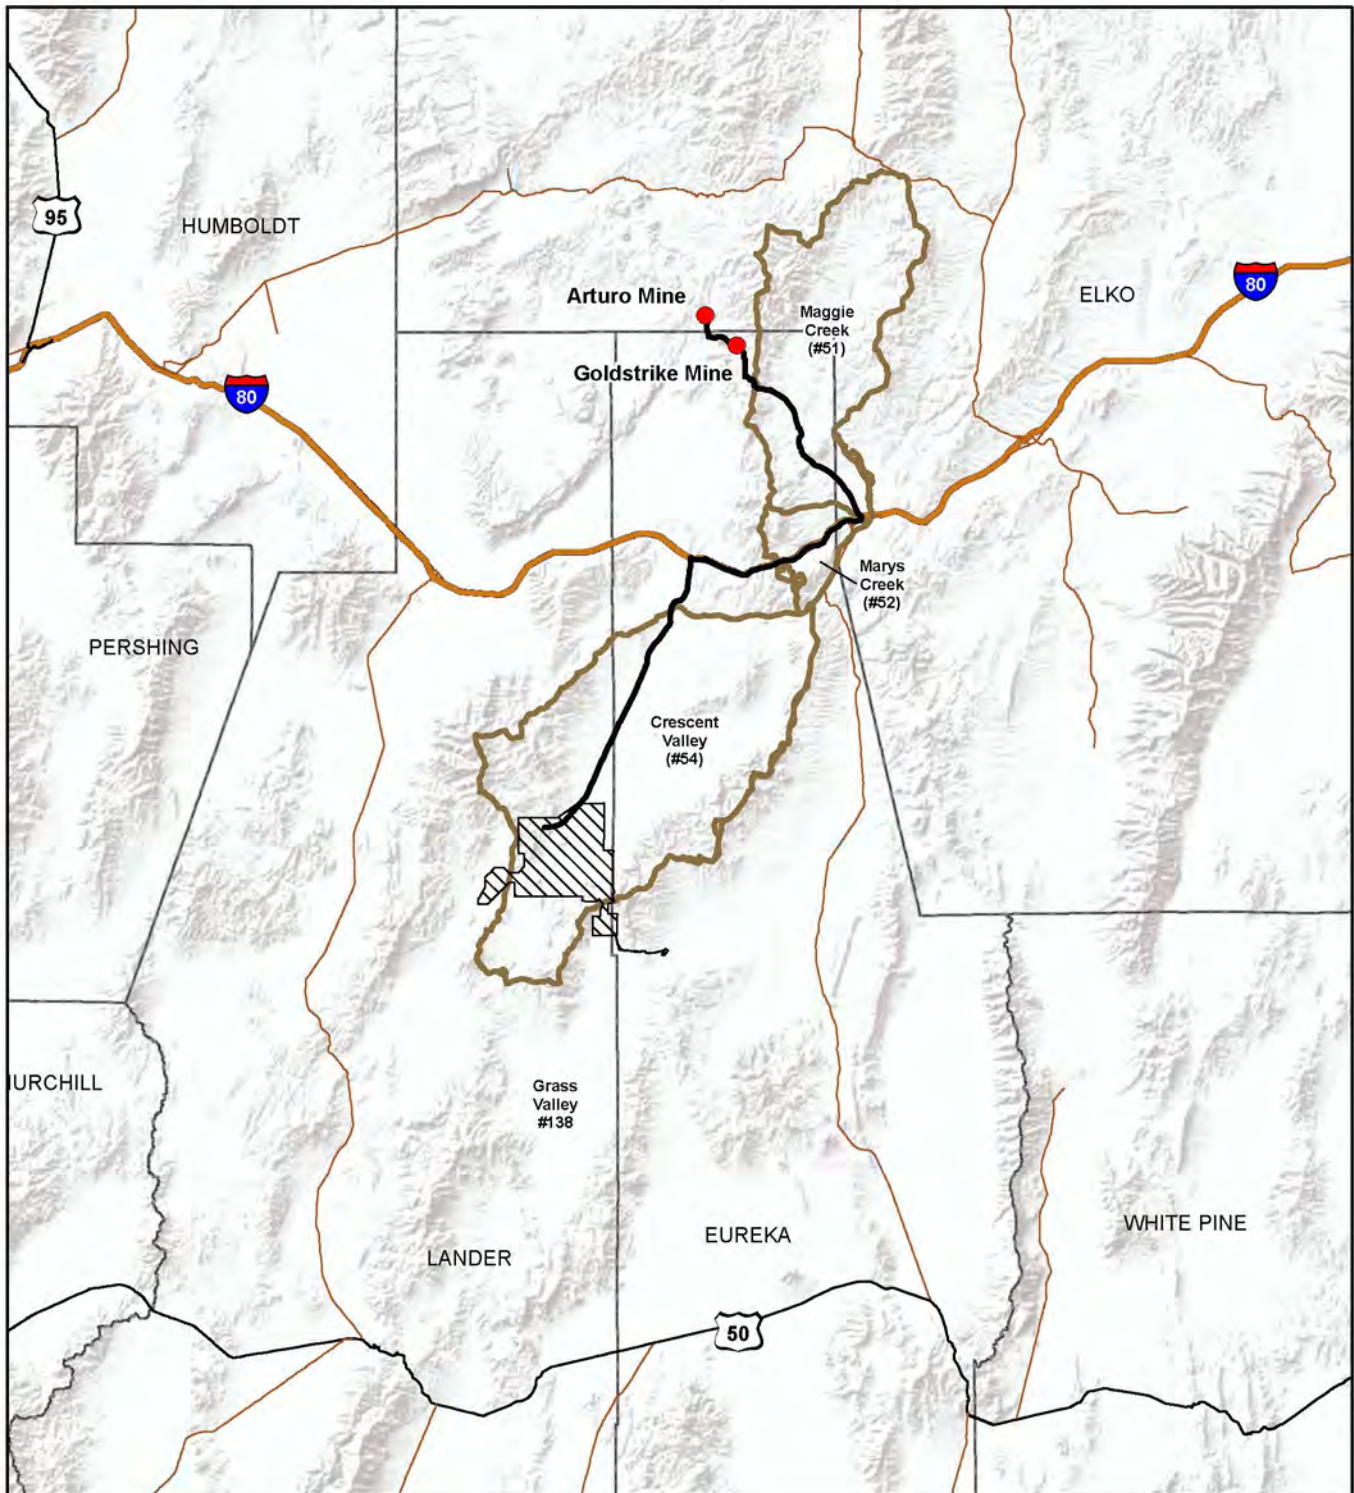 95
HUMBOLDT
80
ELKO
Arturo Mine
Maggie
Creek
(#51)
Goldstrike Mine
80
Marys
Creek
(#52)
PERSHING
Crescent
Valley
(#54)
IURCHILL
Grass
Valley
#138
WHITE PINE
EUREKA
LANDER
50